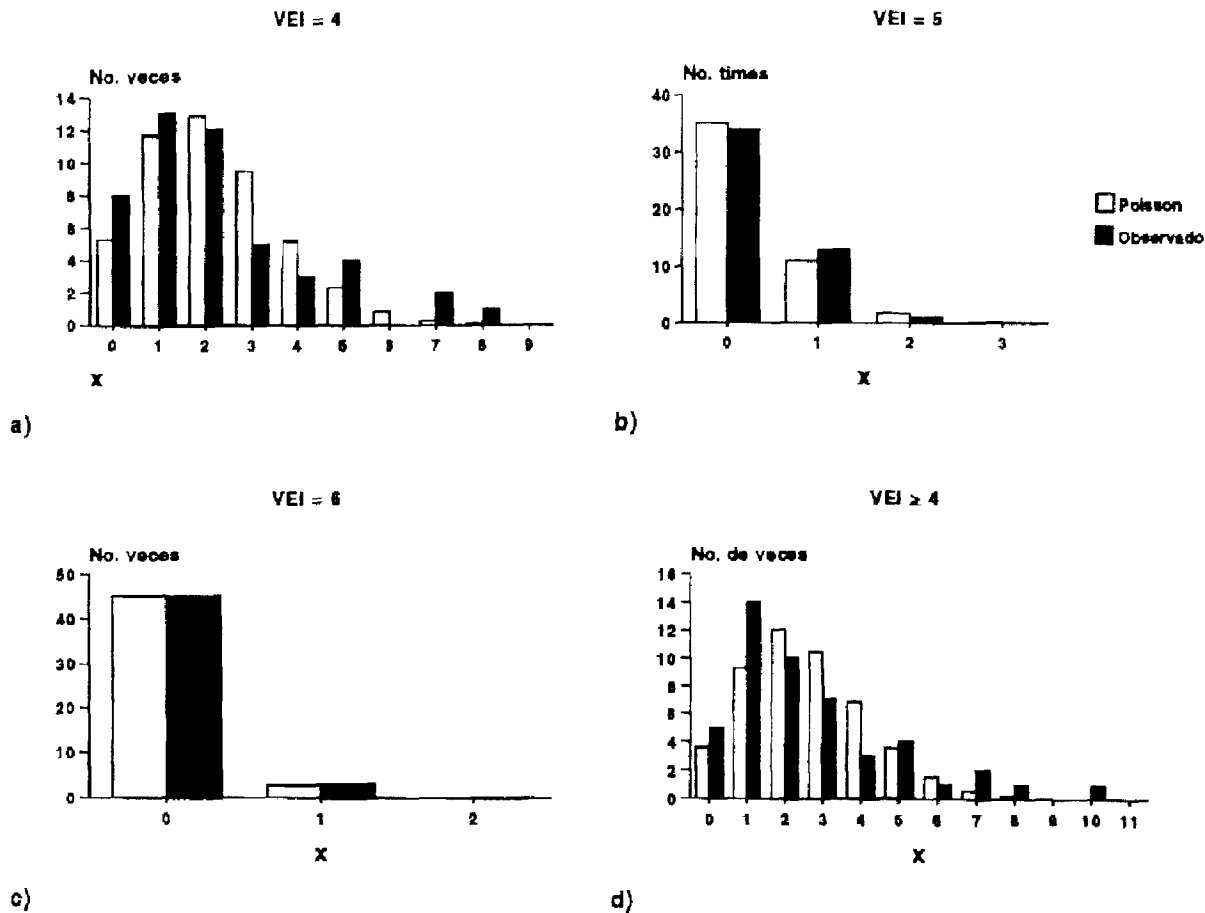 VEI = 4
No. veces
14
12
10
8
6
4
2
0
0 1 2 3 4 5 6 7 8 9
X
a)
VEI = 5
No. times
40
30
20
10
0
0 1 2 3
X
b)
Poisson
Observado
VEI = 6
No. veces
50
40
30
20
10
0
0 1 2
X
c)
VEI ≥ 4
No. de veces
16
14
12
10
8
6
4
2
0
0 1 2 3 4 5 6 7 8 9 10 11
X
d)